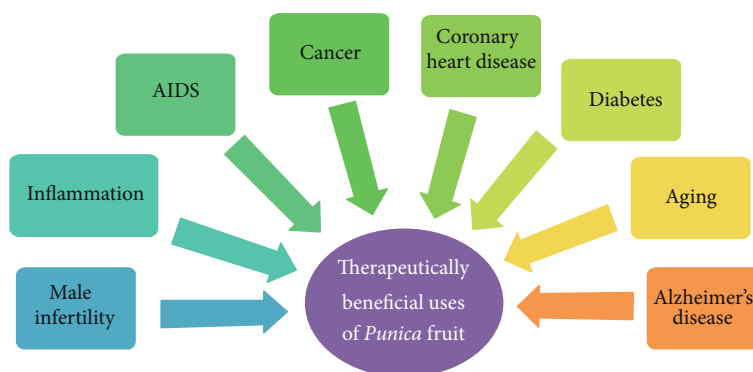 Male
infertility
Inflammation
AIDS
Cancer
Coronary
heart disease
Diabetes
Aging
Alzheimer's
disease
Therapeutically
beneficial uses
of Punica fruit